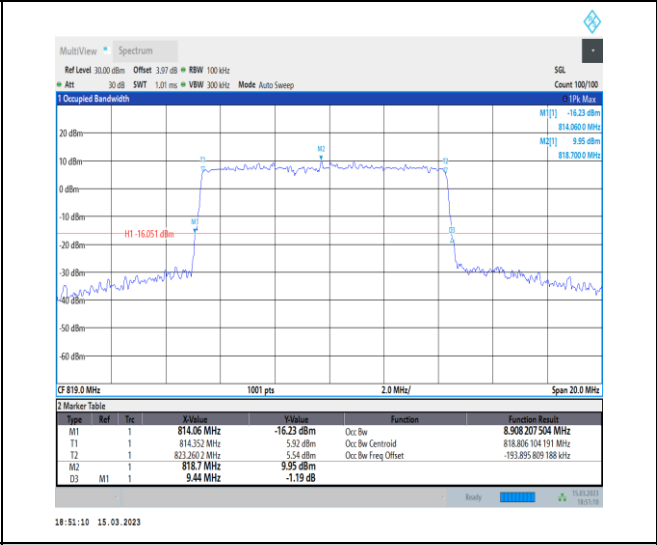 MultiView Spectrum
Ref Level 30.00 dBm Offset 3.97 dB RBW 100 kHz SGL
Att 30 dB SWT 1.01 ms VBW 300 kHz Mode Auto Sweep Count 100/100
1 Occupied Bandwidth 1Pk Max
M1[1] -16.23 dBm
814.060 0 MHz
M2[1] 9.95 dBm
818.700 0 MHz
20 dBm
M2
T1 T2
10 dBm
0 dBm
-10 dBm
M1
D3
H1 -16.051 dBm
-20 dBm
-30 dBm
-40 dBm
-50 dBm
-60 dBm
CF 819.0 MHz 1001 pts 2.0 MHz/ Span 20.0 MHz
2 Marker Table
Type Ref Trc X-Value Y-Value Function Function Result
M1 1 814.06 MHz -16.23 dBm Occ Bw 8.908 207 504 MHz
T1 1 814.352 MHz 5.92 dBm Occ Bw Centroid 818.806 104 191 MHz
T2 1 823.260 2 MHz 5.54 dBm Occ Bw Freq Offset -193.895 809 188 kHz
M2 1 818.7 MHz 9.95 dBm
D3 M1 1 9.44 MHz -1.19 dB
Ready 15.03.2023
18:51:10
18:51:10 15.03.2023